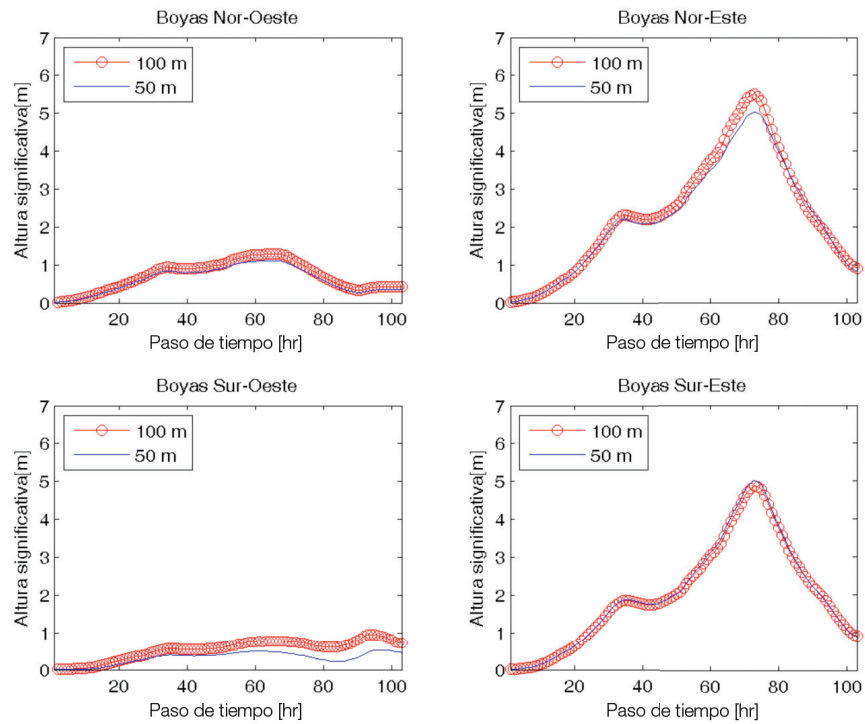 Boyas Nor-Oeste
7
6
5
4
3
2
1
0
Altura significativa[m]
100 m
50 m
20
40
60
80
100
Paso de tiempo [hr]
Boyas Nor-Este
7
6
5
4
3
2
1
0
Altura significativa[m]
100 m
50 m
20
40
60
80
100
Paso de tiempo [hr]
Boyas Sur-Oeste
7
6
5
4
3
2
1
0
Altura significativa[m]
100 m
50 m
20
40
60
80
100
Paso de tiempo [hr]
Boyas Sur-Este
7
6
5
4
3
2
1
0
Altura significativa[m]
100 m
50 m
20
40
60
80
100
Paso de tiempo [hr]